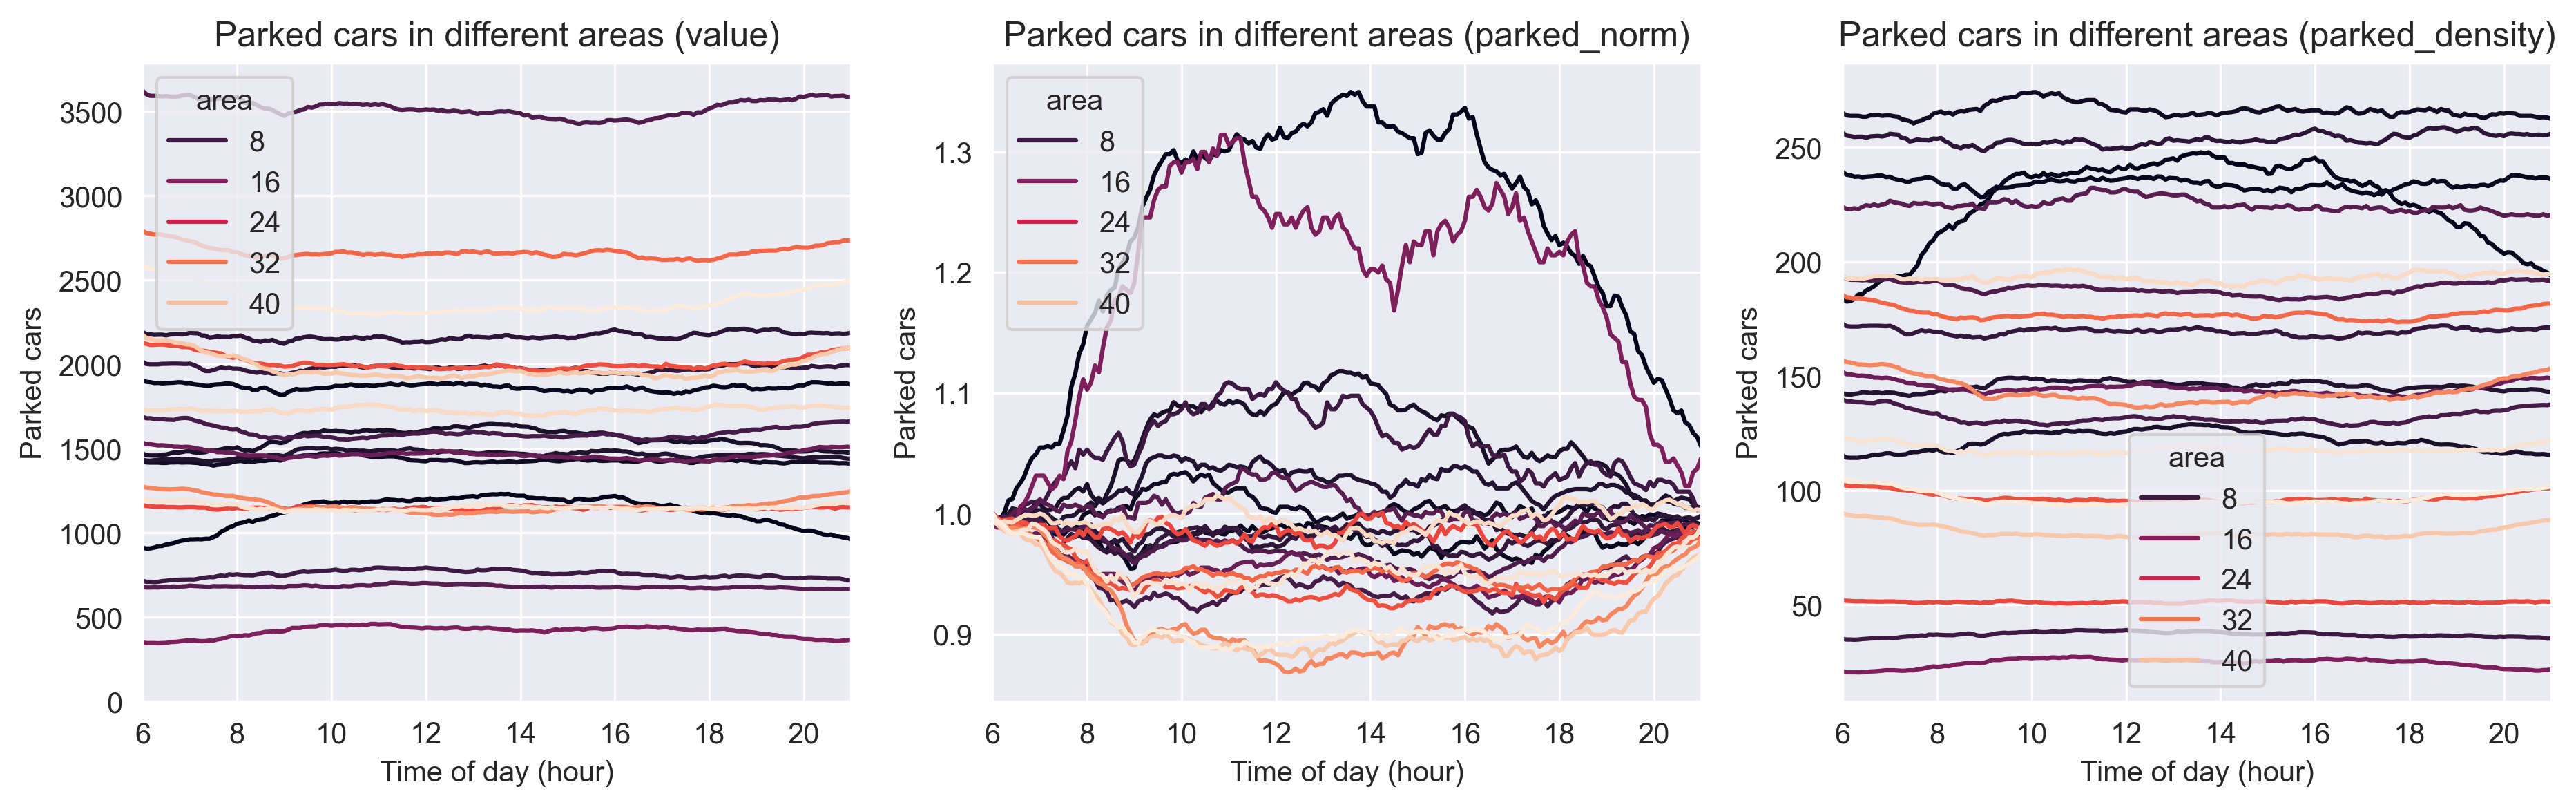 Parked cars in different areas (value)
Parked cars
3500
3000
2500
2000
1500
1000
500
0
area
8
16
24
32
40
6 8 10 12 14 16 18 20
Time of day (hour)
Parked cars in different areas (parked_norm)
Parked cars
1.3
1.2
1.1
1.0
0.9
area
8
16
24
32
40
6 8 10 12 14 16 18 20
Time of day (hour)
Parked cars in different areas (parked_density)
Parked cars
250
200
150
100
50
area
8
16
24
32
40
6 8 10 12 14 16 18 20
Time of day (hour)